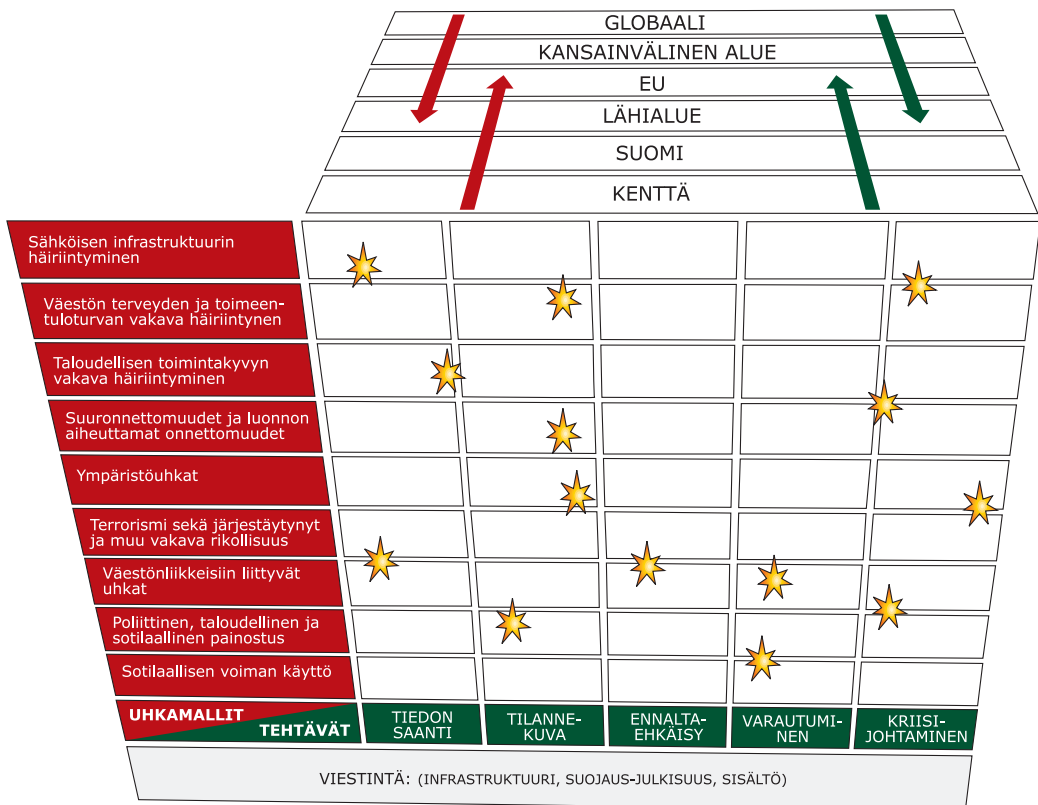 GLOBAALI
KANSAINVÄLINEN ALUE
EU
LÄHIALUE
SUOMI
KENTTÄ
Sähköisen infrastruktuurin
häiriintyminen
Väestön terveyden ja toimeen-
tuloturvan vakava häiriintynen
Taloudellisen toimintakyvyn
vakava häiriintyminen
Suuronnettomuudet ja luonnon
aiheuttamat onnettomuudet
Ympäristöuhkat
Terrorismi sekä järjestäytynyt
ja muu vakava rikollisuus
Väestönliikkeisiin liittyvät
uhkat
Poliittinen, taloudellinen ja
sotilaallinen painostus
Sotilaallisen voiman käyttö
UHKAMALLIT
TEHTÄVÄT
TIEDON
SAANTI
TILANNE-
KUVA
ENNALTA-
EHKÄISY
VARAUTUMI-
NEN
KRIISI-
JOHTAMINEN
VIESTINTÄ: (INFRASTRUKTUURI, SUOJAUS-JULKISUUS, SISÄLTÖ)